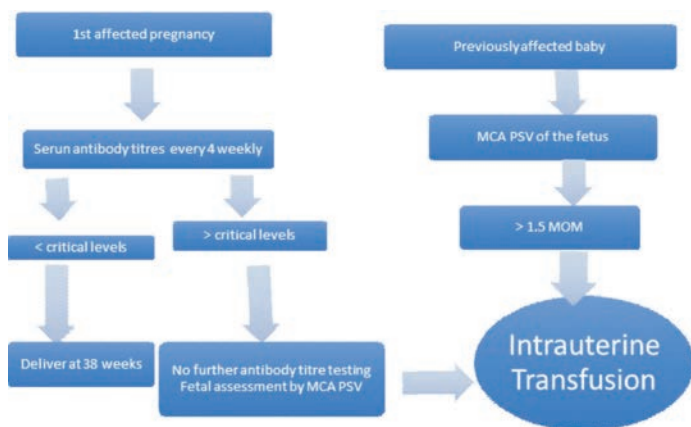 1st affected pregnancy
Serun antibody titres every 4 weekly
< critical levels
> critical levels
Deliver at 38 weeks
No further antibody titre testing
Fetal assessment by MCA PSV
Previously affected baby
MCA PSV of the fetus
> 1.5 MOM
Intrauterine
Transfusion